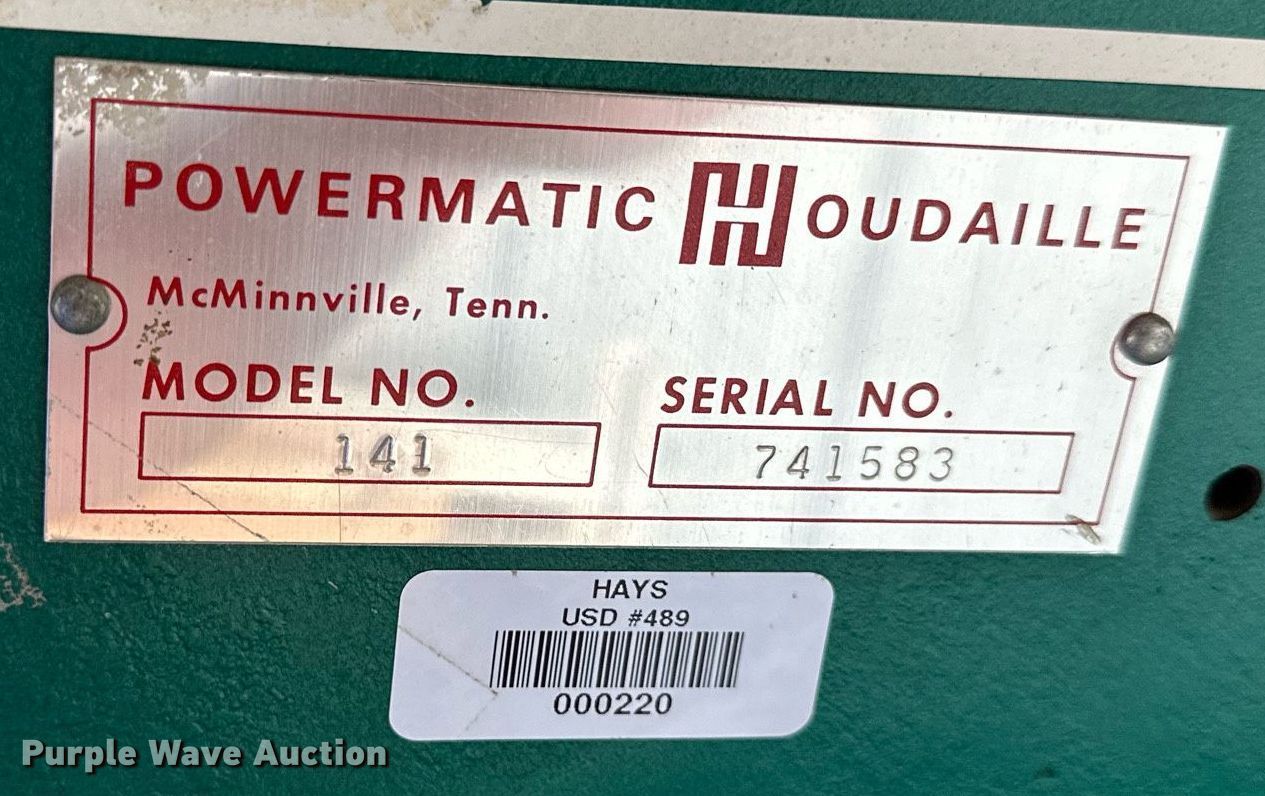 POWERMATIC HOUDAILLE
McMinnville, Tenn.
MODEL NO. SERIAL NO.
141 741583
HAYS
USD #489
000220
Purple Wave Auction